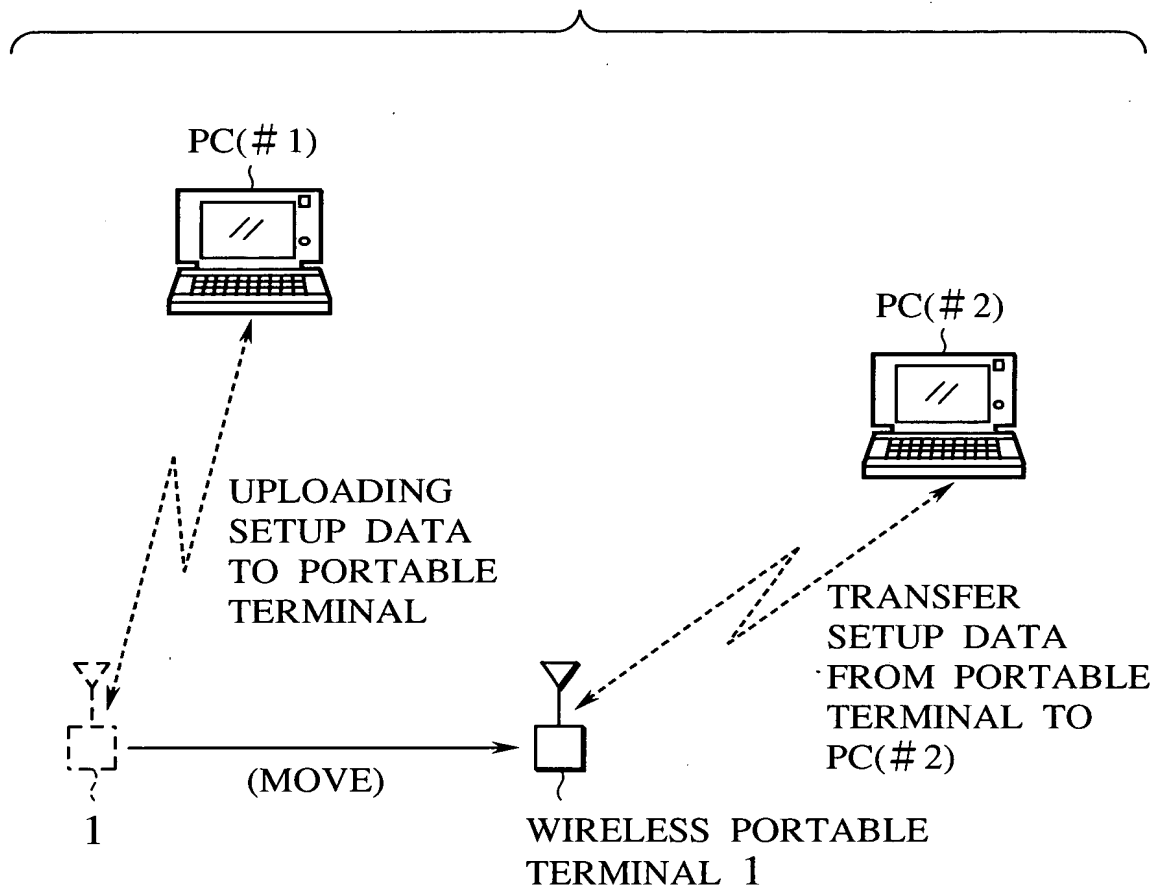 PC(#1)
PC(#2)
UPLOADING
SETUP DATA
TO PORTABLE
TERMINAL
TRANSFER
SETUP DATA
FROM PORTABLE
TERMINAL TO
PC(#2)
(MOVE)
1
WIRELESS PORTABLE
TERMINAL 1